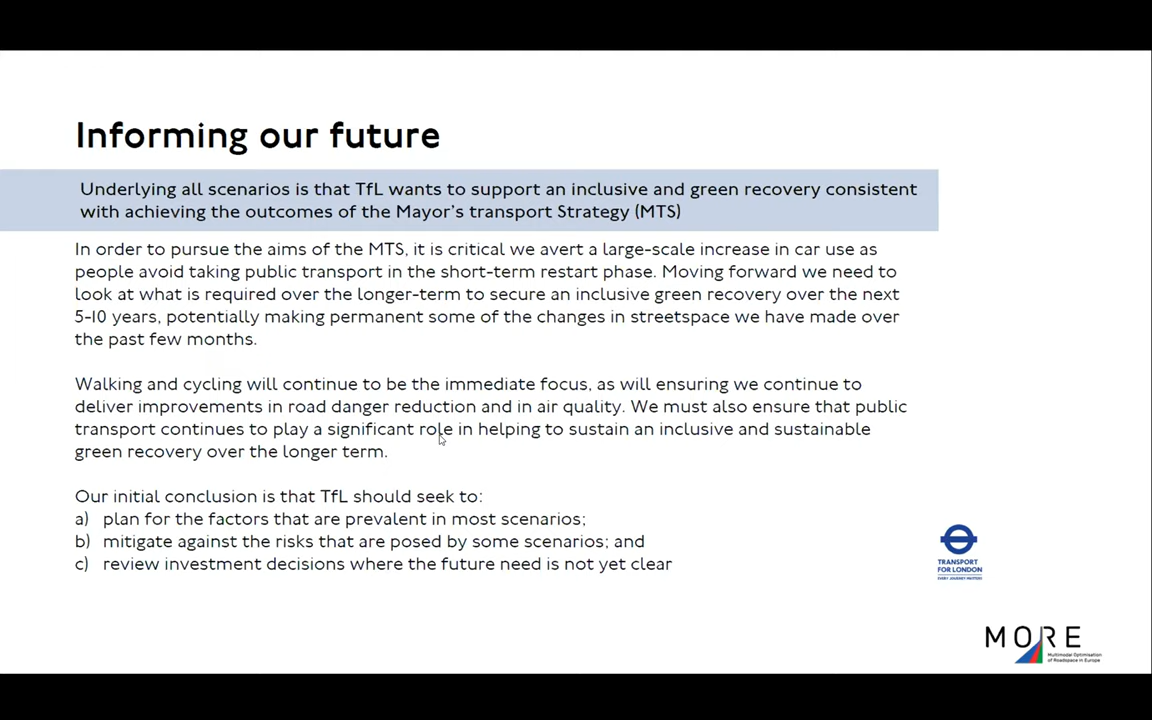 Informing our future
Underlying all scenarios is that TfL wants to support an inclusive and green recovery consistent
with achieving the outcomes of the Mayor's transport Strategy (MTS)
In order to pursue the aims of the MTS, it is critical we avert a large-scale increase in car use as
people avoid taking public transport in the short-term restart phase. Moving forward we need to
look at what is required over the longer-term to secure an inclusive green recovery over the next
5-10 years, potentially making permanent some of the changes in streetspace we have made over
the past few months.
Walking and cycling will continue to be the immediate focus, as will ensuring we continue to
deliver improvements in road danger reduction and in air quality. We must also ensure that public
transport continues to play a significant role in helping to sustain an inclusive and sustainable
green recovery over the longer term.
Our initial conclusion is that TfL should seek to:
a) plan for the factors that are prevalent in most scenarios;
b) mitigate against the risks that are posed by some scenarios; and
c) review investment decisions where the future need is not yet clear
TRANSPORT
FOR LONDON
EVERY JOURNEY MATTERS
MORE
Multimodal Optimisation
of Roadspace in Europe